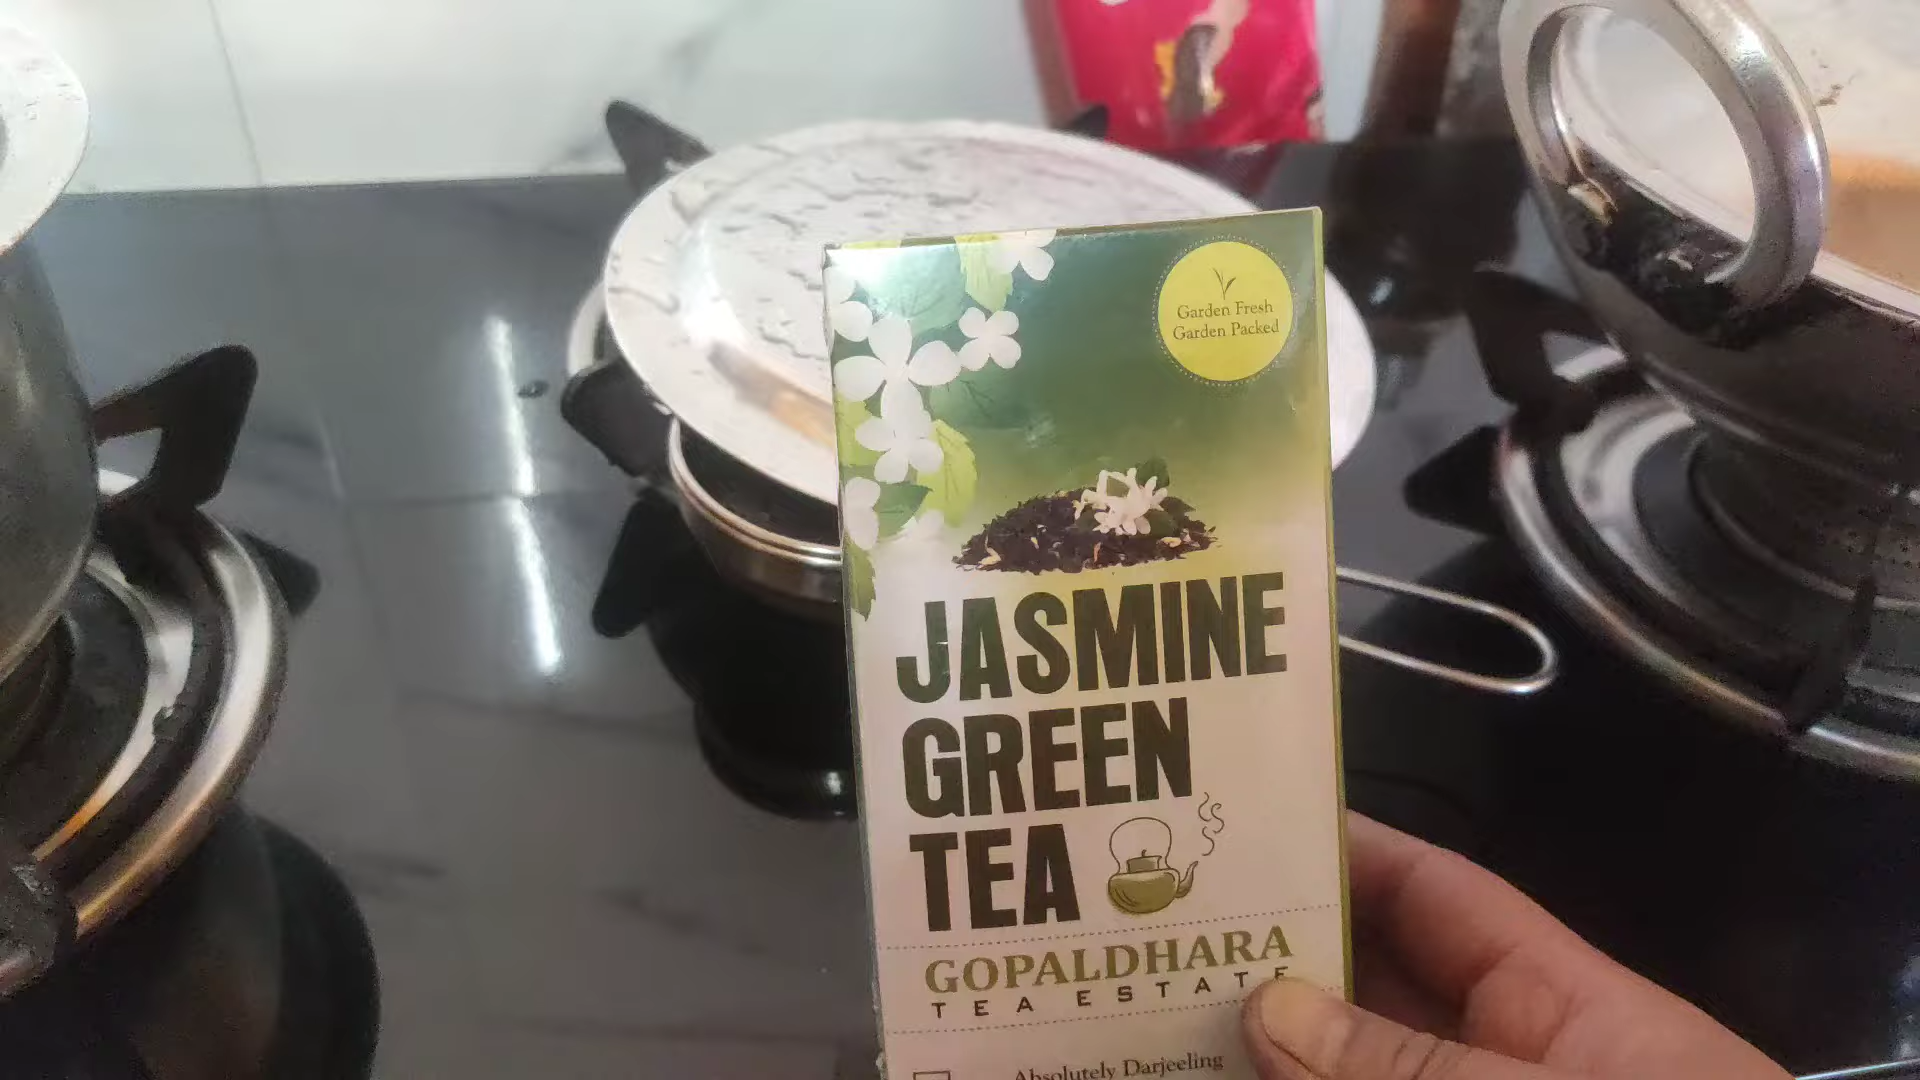 Garden Fresh
Garden Packed
JASMINE
GREEN
TEA
GOPALDHARA
TEA ESTATE
Absolutely Darjeeling